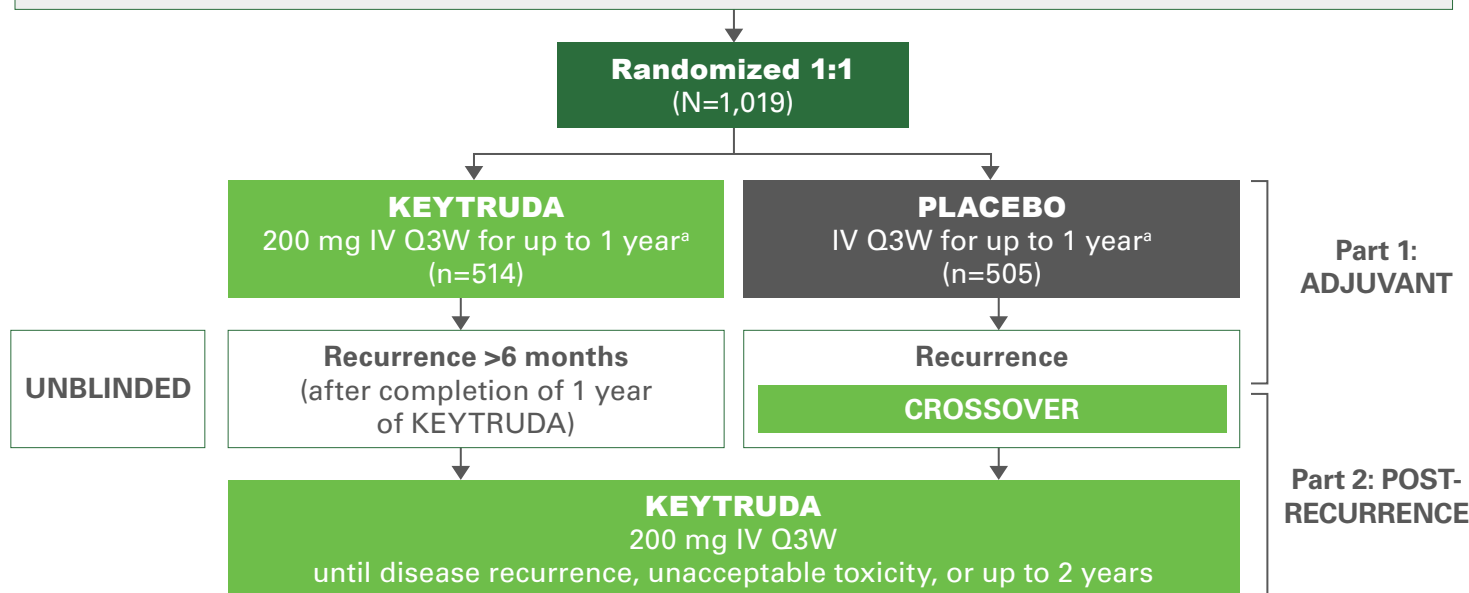 Randomized 1:1
(N=1,019)
KEYTRUDA
200 mg IV Q3W for up to 1 yearᵃ
(n=514)
PLACEBO
IV Q3W for up to 1 yearᵃ
(n=505)
Part 1:
ADJUVANT
UNBLINDED
Recurrence >6 months
(after completion of 1 year
of KEYTRUDA)
Recurrence
CROSSOVER
Part 2: POST-
RECURRENCE
KEYTRUDA
200 mg IV Q3W
until disease recurrence, unacceptable toxicity, or up to 2 years